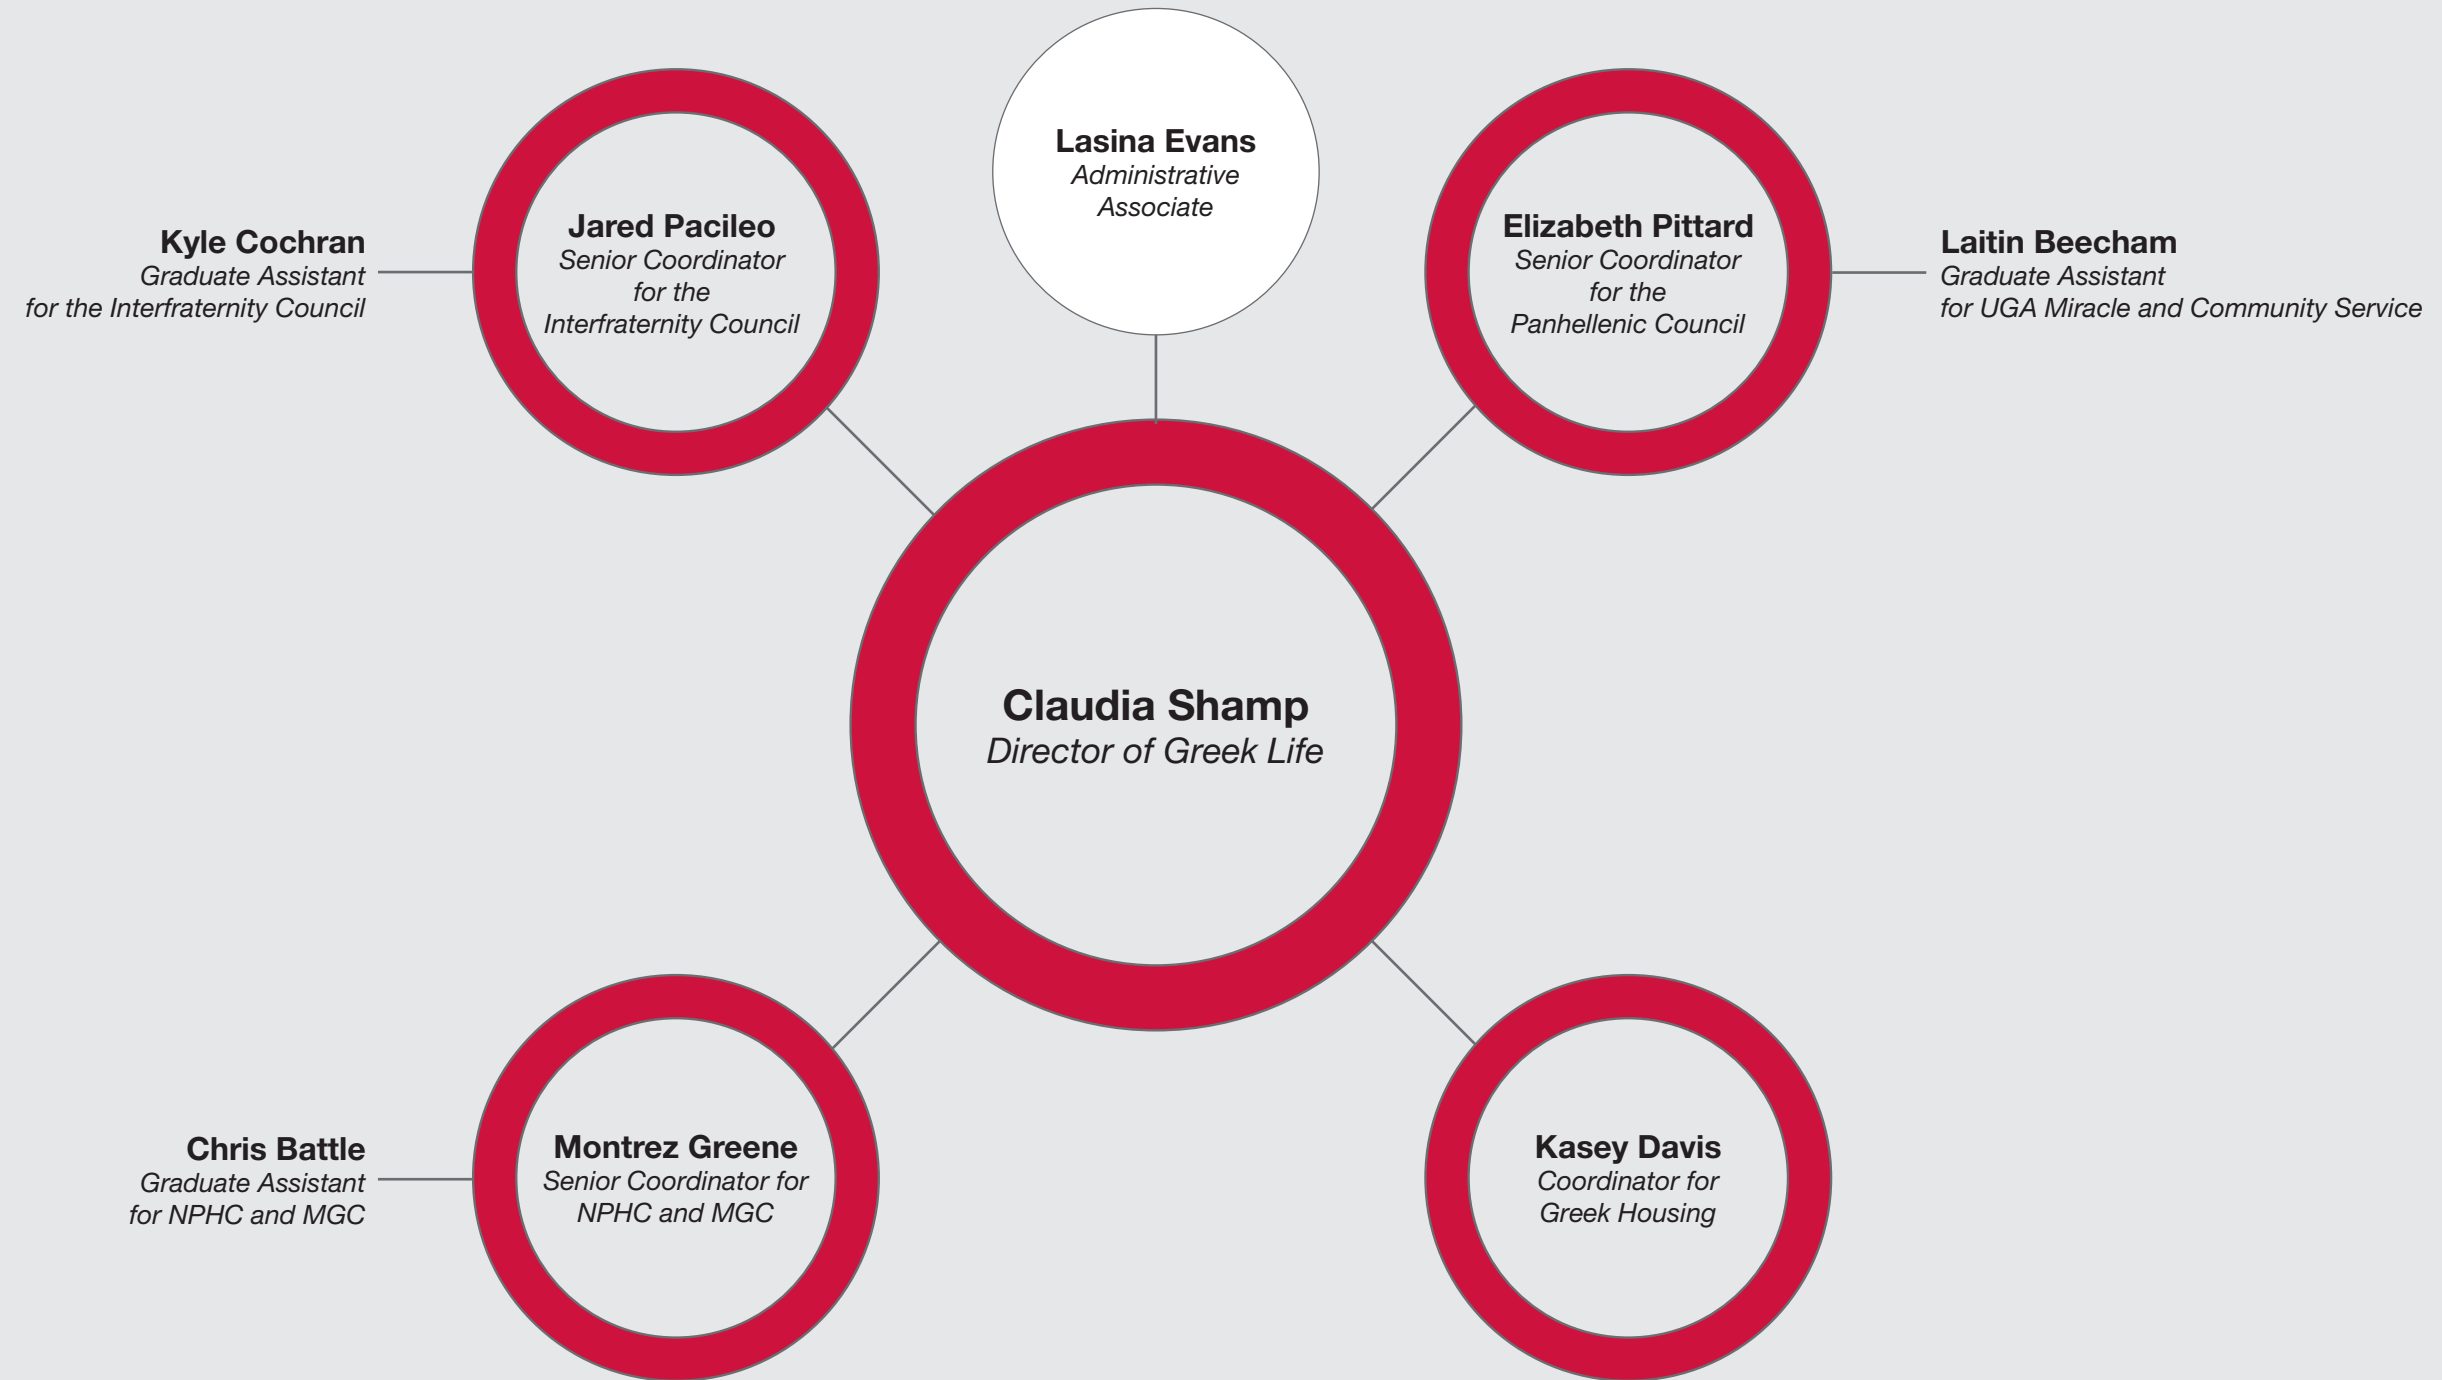 Lasina Evans
Administrative
Associate
Kyle Cochran
Graduate Assistant
for the Interfraternity Council
Jared Pacileo
Senior Coordinator
for the
Interfraternity Council
Elizabeth Pittard
Senior Coordinator
for the
Panhellenic Council
Laitin Beecham
Graduate Assistant
for UGA Miracle and Community Service
Claudia Shamp
Director of Greek Life
Chris Battle
Graduate Assistant
for NPHC and MGC
Montrez Greene
Senior Coordinator for
NPHC and MGC
Kasey Davis
Coordinator for
Greek Housing